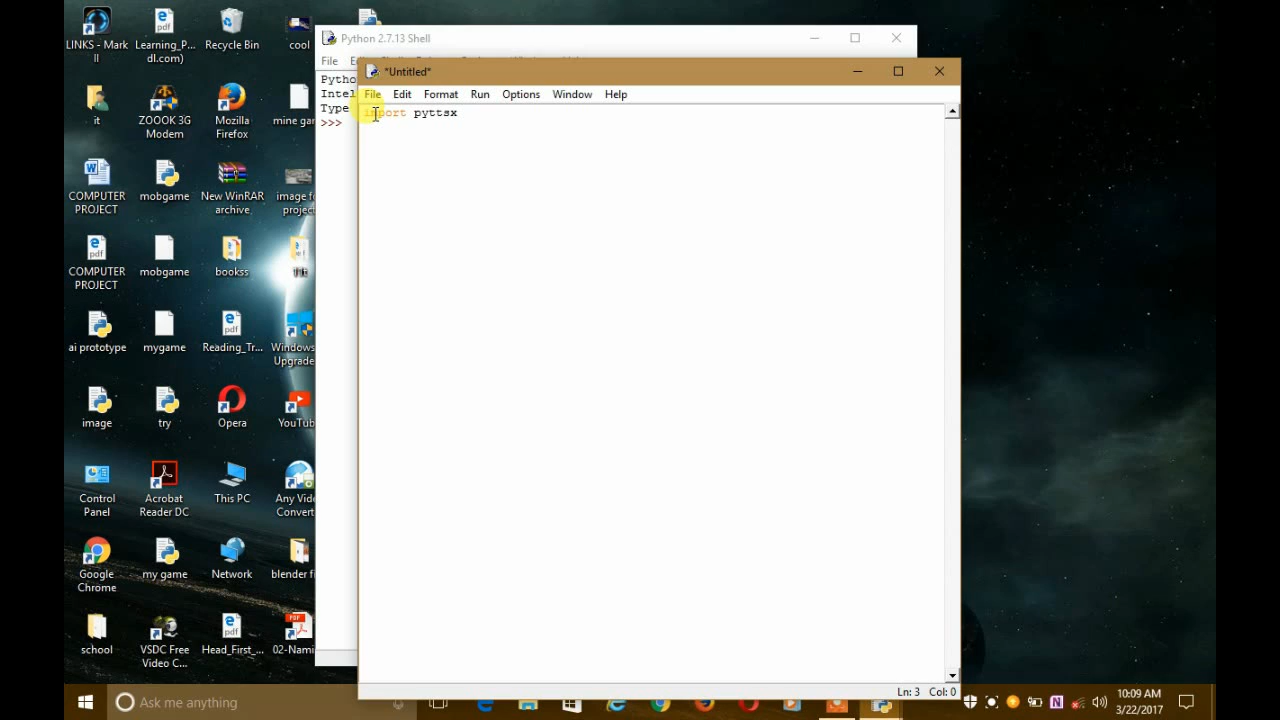 LINKS - Mark
II
Learning_P...
dl.com)
Recycle Bin
cool
it
ZOOOK 3G
Modem
Mozilla
Firefox
mine gar
COMPUTER
PROJECT
mobgame
New WinRAR
archive
image fo
project
COMPUTER
PROJECT
mobgame
bookss
ai prototype
mygame
Reading_Tr...
Windows
Upgrade
image
try
Opera
YouTub
Control
Panel
Acrobat
Reader DC
This PC
Any Vid
Convert
Google
Chrome
my game
Network
blender fi
school
VSDC Free
Video C...
Head_First_...
02-Nami
Python 2.7.13 Shell
File
Pytho
Intel
Type
>>>
*Untitled*
File Edit Format Run Options Window Help
import pyttsx
Ln: 3 Col: 0
Ask me anything
10:09 AM
3/22/2017